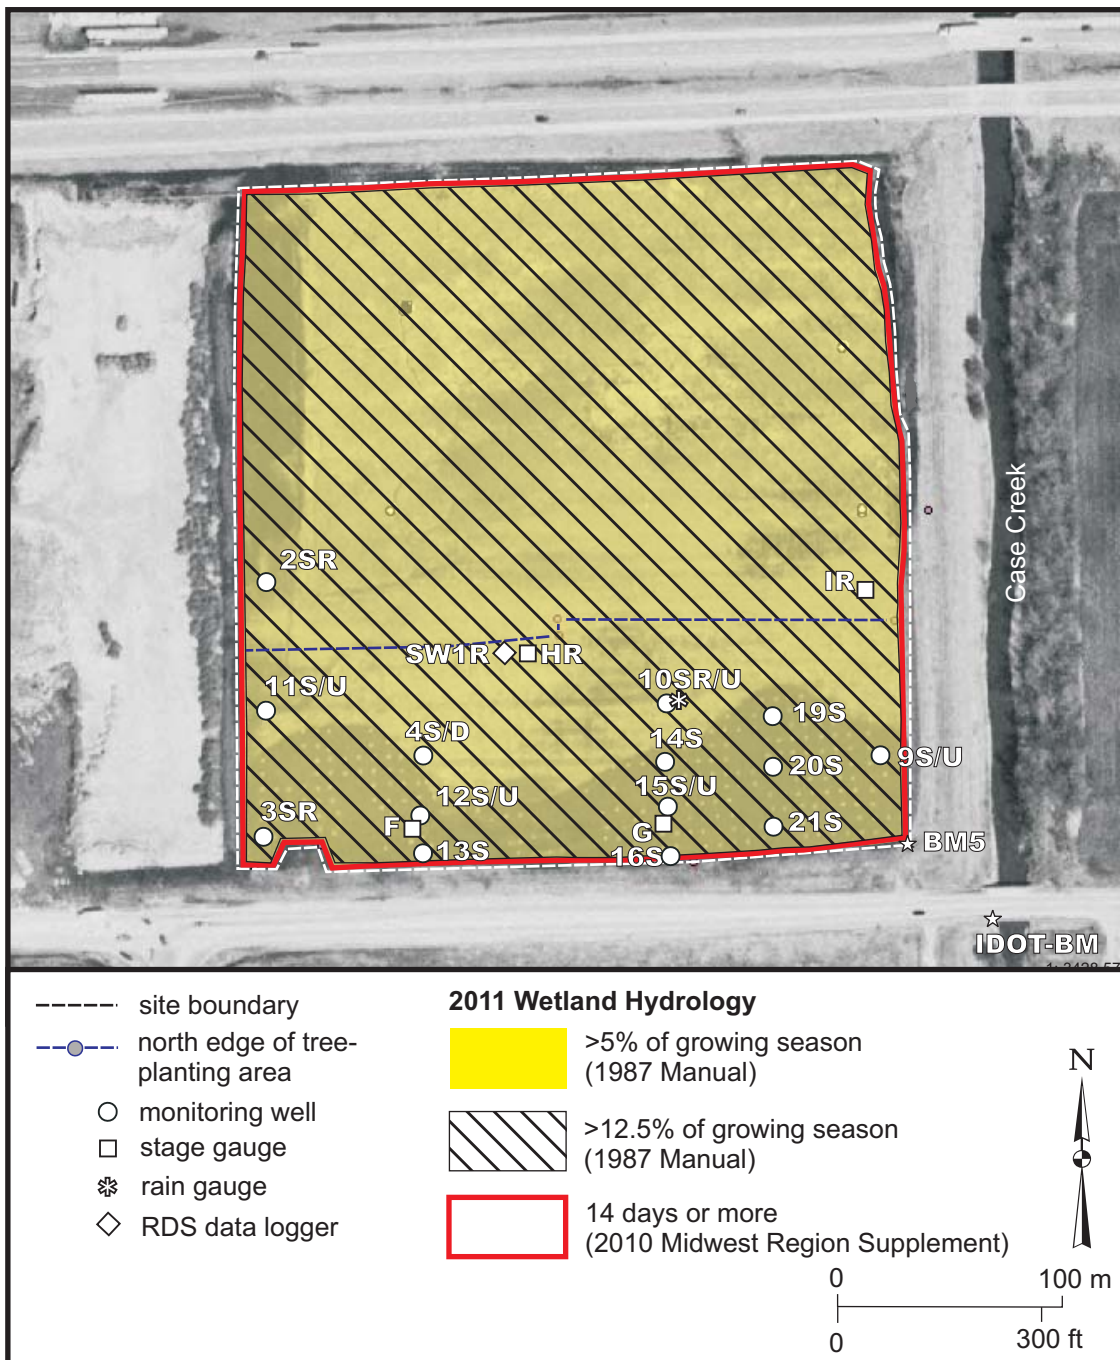 Case Creek
2SR
IR
SW1R
HR
11S/U
10SR/U
19S
4S/D
14S
9S/U
20S
12S/U
15S/U
3SR
F
G
21S
13S
16S
BM5
IDOT-BM
site boundary
north edge of tree-
planting area
monitoring well
stage gauge
rain gauge
RDS data logger
2011 Wetland Hydrology
>5% of growing season
(1987 Manual)
>12.5% of growing season
(1987 Manual)
14 days or more
(2010 Midwest Region Supplement)
N
0 100 m
0 300 ft